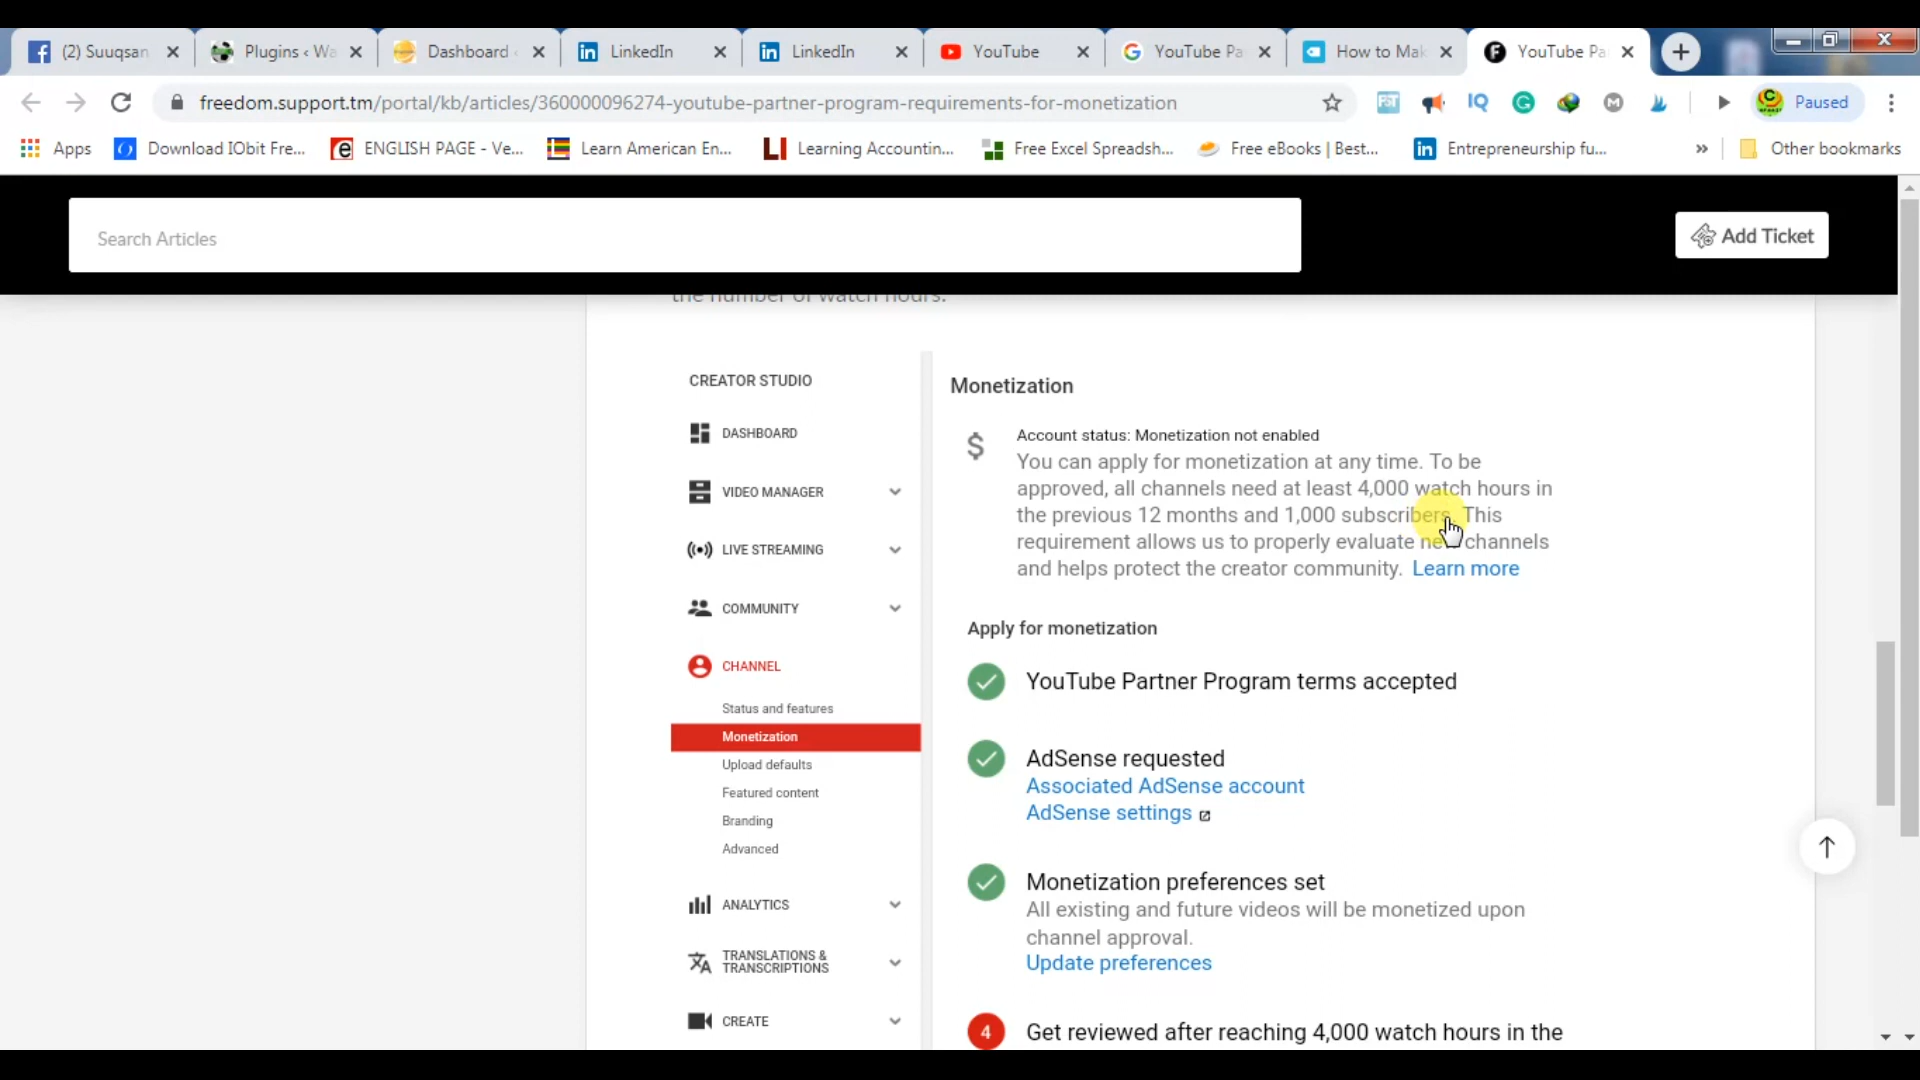 (2) Suuqsan
Plugins ‹ Wa
Dashboard ‹
LinkedIn
LinkedIn
YouTube
YouTube Pa
How to Mak
YouTube Pa
freedom.support.tm/portal/kb/articles/360000096274-youtube-partner-program-requirements-for-monetization
Paused
Apps
Download IObit Fre...
ENGLISH PAGE - Ve...
Learn American En...
Learning Accountin...
Free Excel Spreadsh...
Free eBooks | Best...
Entrepreneurship fu...
»
Other bookmarks
Search Articles
Add Ticket
the number of watch hours.
CREATOR STUDIO
DASHBOARD
VIDEO MANAGER
LIVE STREAMING
COMMUNITY
CHANNEL
Status and features
Monetization
Upload defaults
Featured content
Branding
Advanced
ANALYTICS
TRANSLATIONS &
TRANSCRIPTIONS
CREATE
Monetization
Account status: Monetization not enabled
You can apply for monetization at any time. To be
approved, all channels need at least 4,000 watch hours in
the previous 12 months and 1,000 subscribers. This
requirement allows us to properly evaluate new channels
and helps protect the creator community. Learn more
Apply for monetization
YouTube Partner Program terms accepted
AdSense requested
Associated AdSense account
AdSense settings
Monetization preferences set
All existing and future videos will be monetized upon
channel approval.
Update preferences
4
Get reviewed after reaching 4,000 watch hours in the